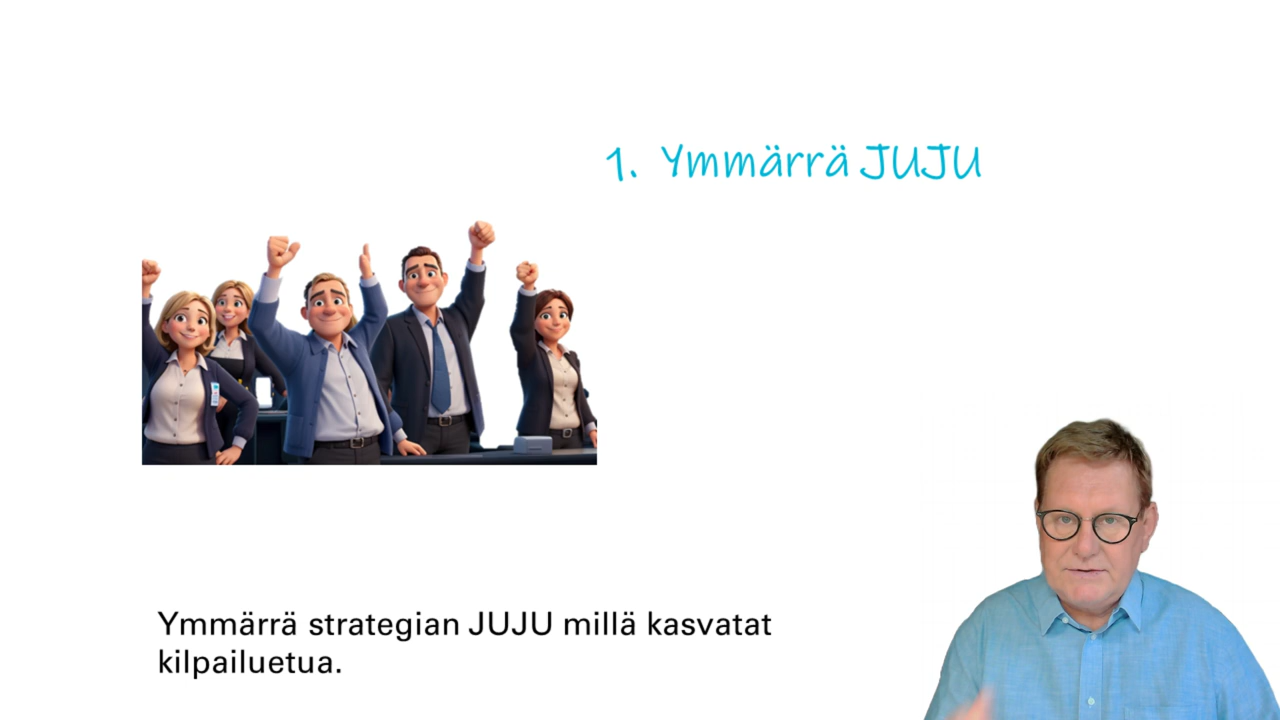 1. Ymmärrä JUJU
Ymmärrä strategian JUJU millä kasvatat
kilpailuetua.